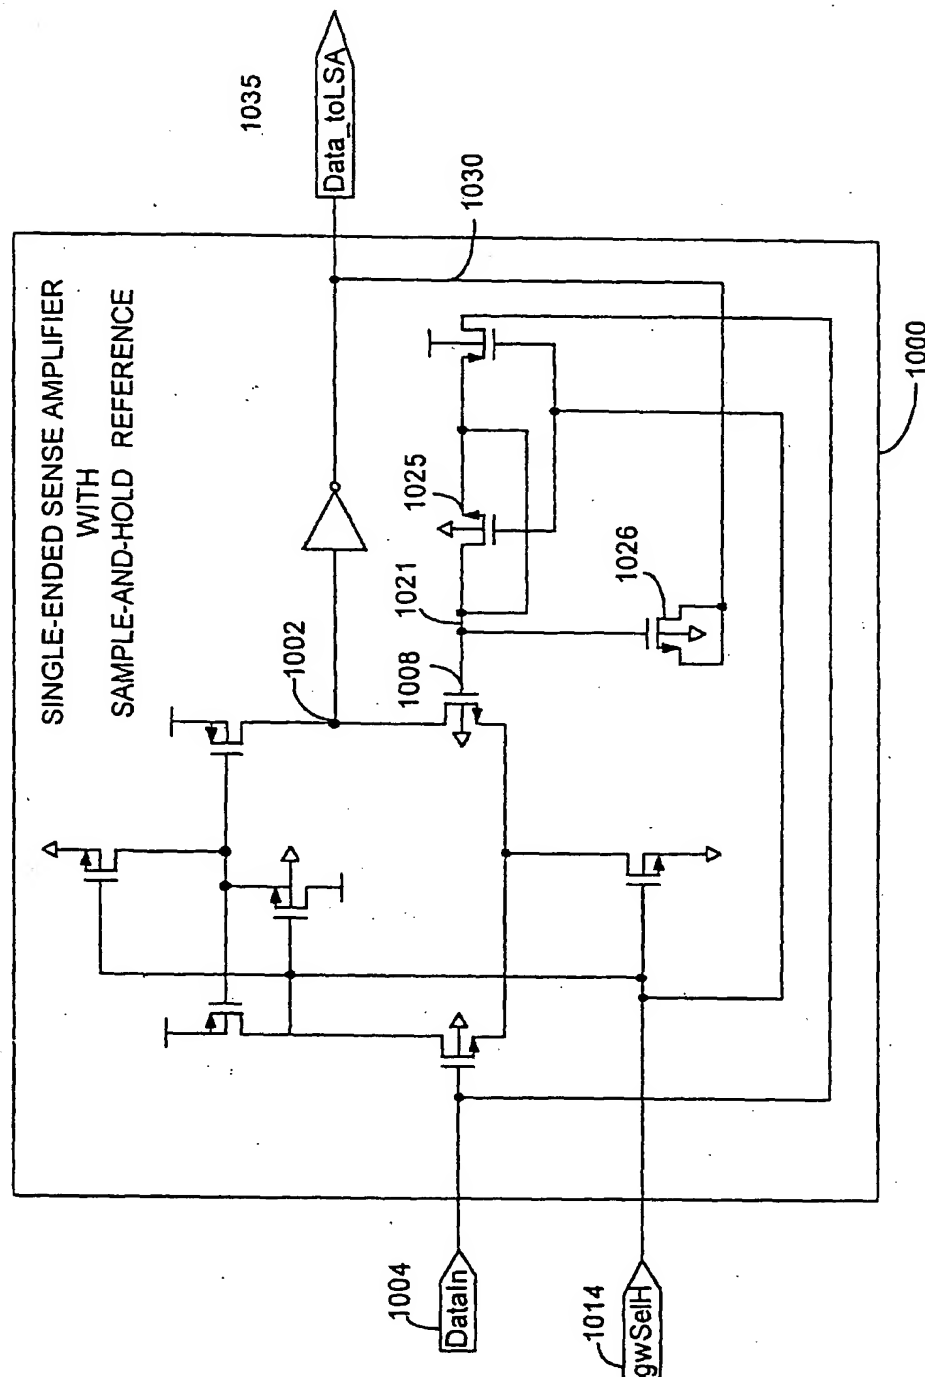 SINGLE-ENDED SENSE AMPLIFIER
WITH
SAMPLE-AND-HOLD REFERENCE
1035
Data_toLSA
1030
1002
1025
1021
1008
1026
1000
1004
DataIn
1014
gwSelH